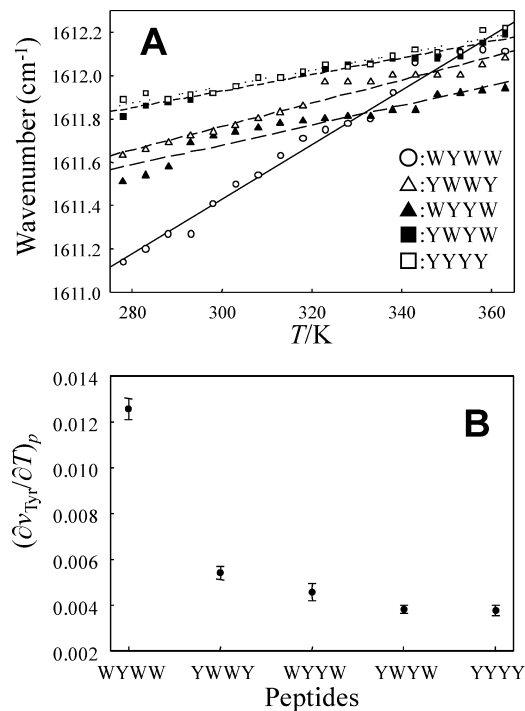 A
Wavenumber (cm⁻¹)
1612.2
1612.0
1611.8
1611.6
1611.4
1611.2
1611.0
○:WYWW
△:YWWY
▲:WYYW
■:YWYW
□:YYYY
280 300 320 340 360
T/K
B
(∂νTyr/∂T)p
0.014
0.012
0.010
0.008
0.006
0.004
0.002
WYWW YWWY WYYW YWYW YYYY
Peptides